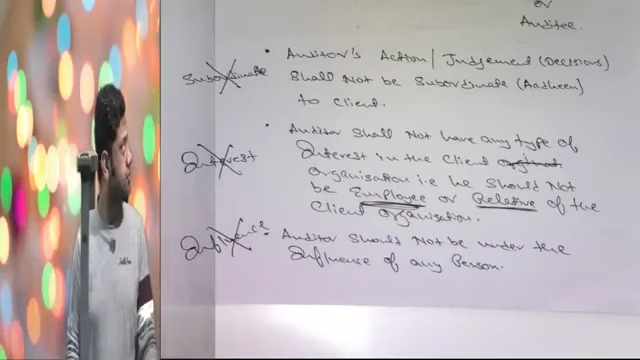 or
Auditee.
Subordinate
• Auditor's Action / Judgement (Decisions)
Shall Not be Subordinate (Aadheen)
to Client.
Interest
• Auditor Shall Not have any type of
Interest in the Client
Organisation i.e he Should Not
be Employee or Relative of the
Client Organisation.
Influence
• Auditor Should Not be under the
Influence of any Person.